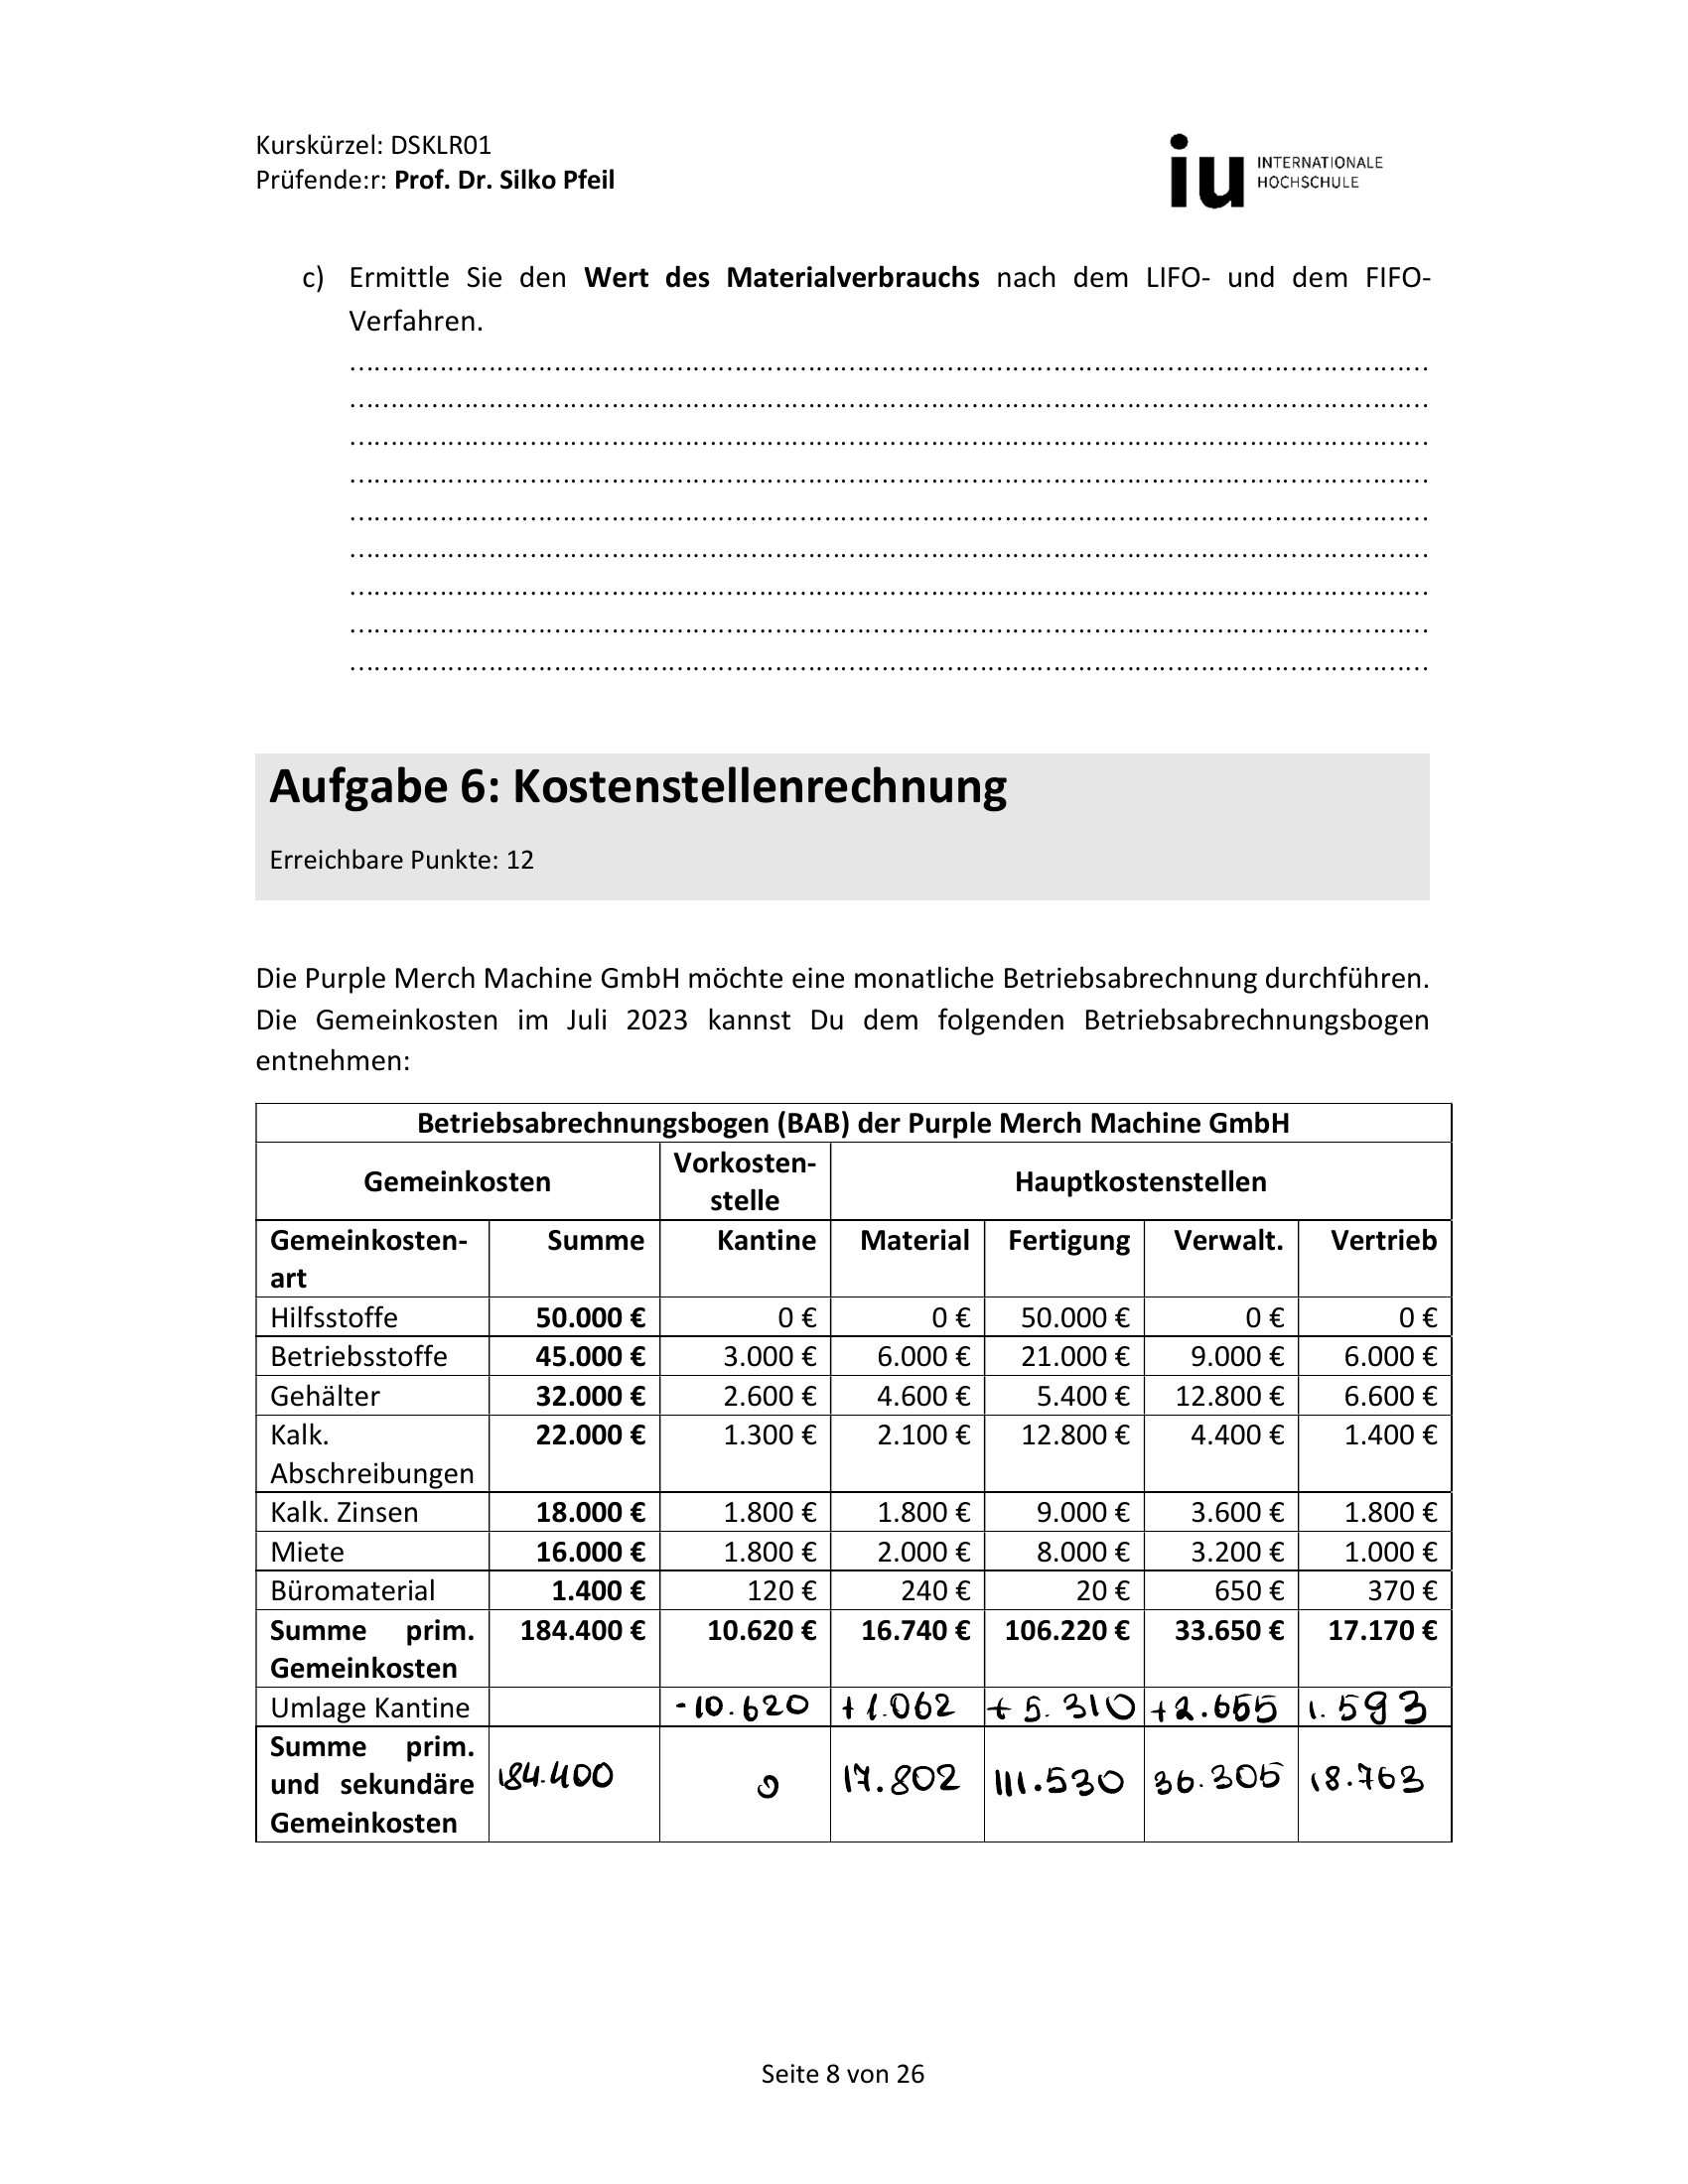 Kurskürzel: DSKLR01
Prüfende:r: Prof. Dr. Silko Pfeil
iu INTERNATIONALE
HOCHSCHULE
c) Ermittle Sie den Wert des Materialverbrauchs nach dem LIFO- und dem FIFO-
Verfahren.
Aufgabe 6: Kostenstellenrechnung
Erreichbare Punkte: 12
Die Purple Merch Machine GmbH möchte eine monatliche Betriebsabrechnung durchführen.
Die Gemeinkosten im Juli 2023 kannst Du dem folgenden Betriebsabrechnungsbogen
entnehmen:
Betriebsabrechnungsbogen (BAB) der Purple Merch Machine GmbH
Gemeinkosten Vorkosten-
stelle Hauptkostenstellen
Gemeinkosten-
art Summe Kantine Material Fertigung Verwalt. Vertrieb
Hilfsstoffe 50.000 € 0 € 0 € 50.000 € 0 € 0 €
Betriebsstoffe 45.000 € 3.000 € 6.000 € 21.000 € 9.000 € 6.000 €
Gehälter 32.000 € 2.600 € 4.600 € 5.400 € 12.800 € 6.600 €
Kalk.
Abschreibungen 22.000 € 1.300 € 2.100 € 12.800 € 4.400 € 1.400 €
Kalk. Zinsen 18.000 € 1.800 € 1.800 € 9.000 € 3.600 € 1.800 €
Miete 16.000 € 1.800 € 2.000 € 8.000 € 3.200 € 1.000 €
Büromaterial 1.400 € 120 € 240 € 20 € 650 € 370 €
Summe prim.
Gemeinkosten 184.400 € 10.620 € 16.740 € 106.220 € 33.650 € 17.170 €
Umlage Kantine -10.620 +1.062 +5.310 +2.655 1.593
Summe prim.
und sekundäre
Gemeinkosten 184.400 0 17.802 111.530 36.305 18.763
Seite 8 von 26